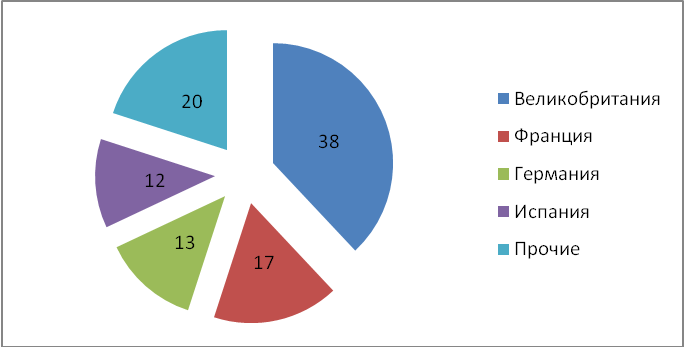 20
38
12
13
17
Великобритания
Франция
Германия
Испания
Прочие